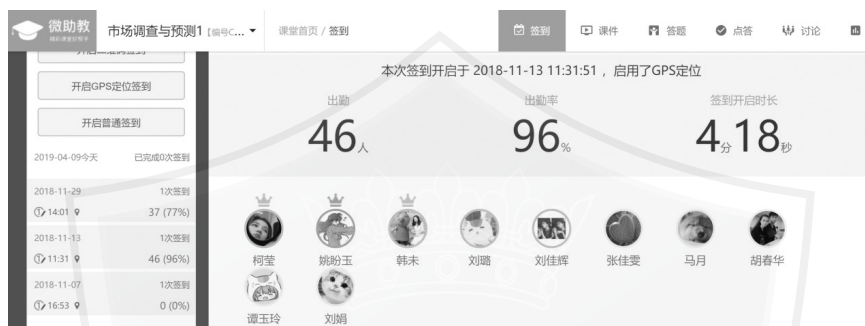 微助教
市场调查与预测1 [编号C...
课堂首页 / 签到
签到
课件
答题
点答
讨论
开启GPS定位签到
开启普通签到
2019-04-09今天 已完成0次签到
2018-11-29 1次签到
14:01 37 (77%)
2018-11-13 1次签到
11:31 46 (96%)
2018-11-07 1次签到
16:53 0 (0%)
本次签到开启于 2018-11-13 11:31:51 ，启用了GPS定位
出勤 出勤率 签到开启时长
46人 96% 4分18秒
柯莹 姚盼玉 韩未 刘璐 刘佳辉 张佳雯 马月 胡春华
谭玉玲 刘娟